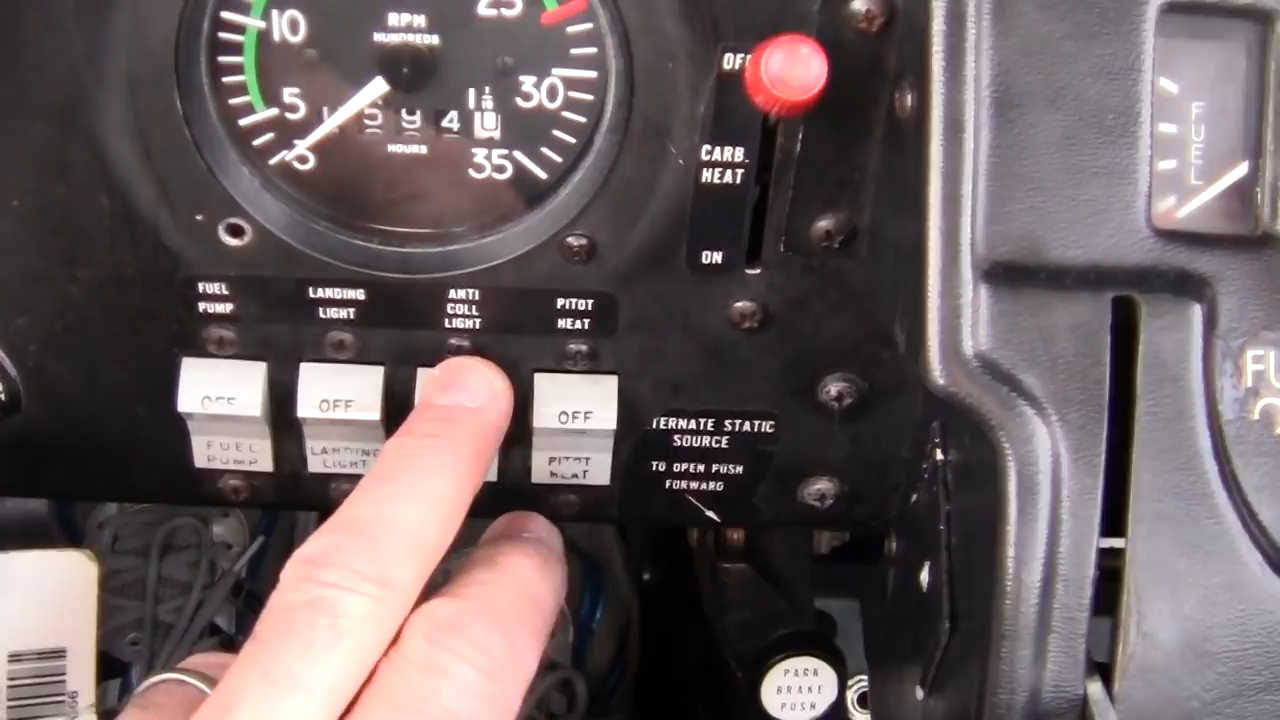 10
RPM
HUNDREDS
25
5
30
5 9 4
HOURS
35
OFF
CARB.
HEAT
ON
FUEL
FUEL
PUMP
LANDING
LIGHT
ANTI
COLL
LIGHT
PITOT
HEAT
OFF
FUEL
PUMP
OFF
LANDING
LIGHT
OFF
PITOT
HEAT
TERNATE STATIC
SOURCE
TO OPEN PUSH
FORWARD
FU
PARK
BRAKE
PUSH